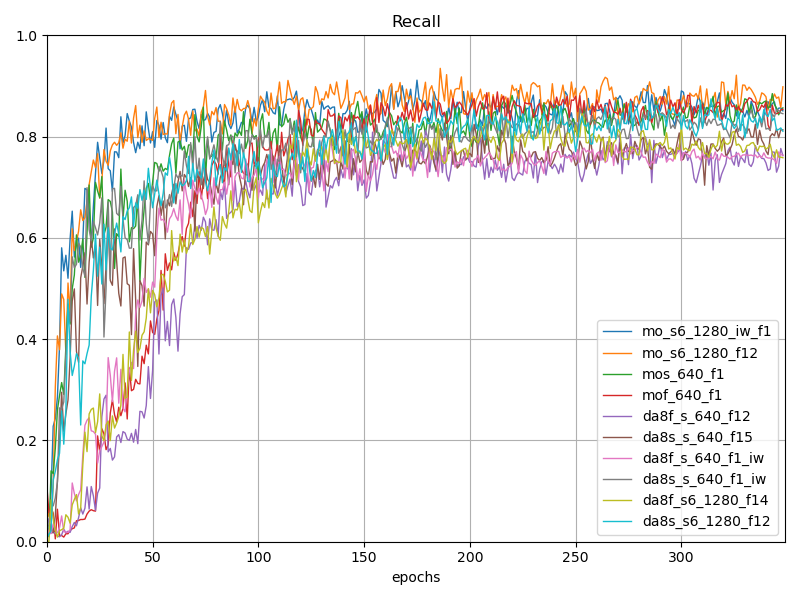 Recall
1.0
0.8
0.6
0.4
0.2
0.0
0 50 100 150 200 250 300
epochs
mo_s6_1280_iw_f1
mo_s6_1280_f12
mos_640_f1
mof_640_f1
da8f_s_640_f12
da8s_s_640_f15
da8f_s_640_f1_iw
da8s_s_640_f1_iw
da8f_s6_1280_f14
da8s_s6_1280_f12